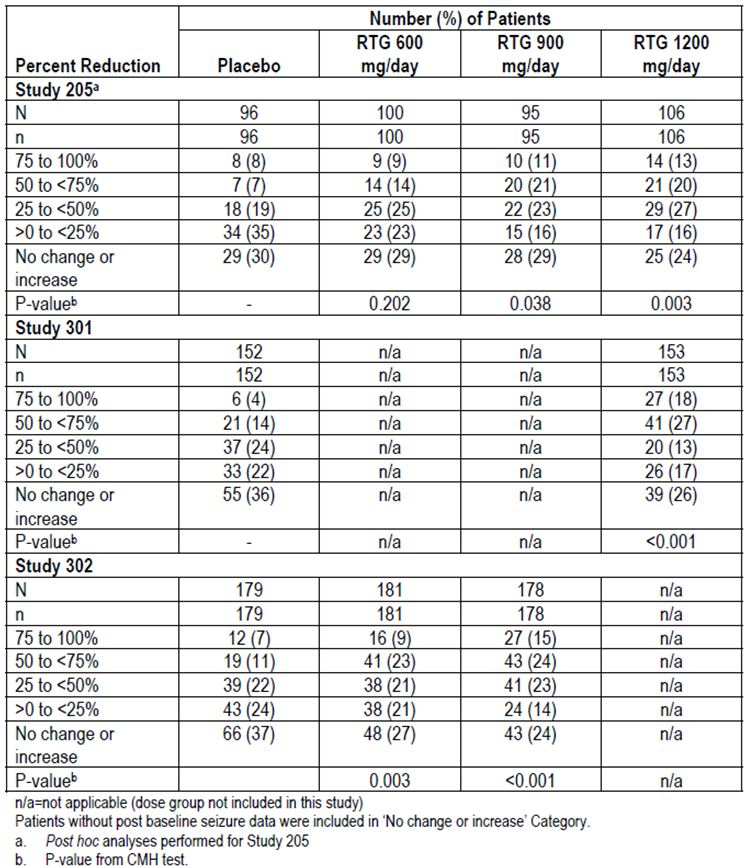 Number (%) of Patients
Percent Reduction Placebo RTG 600 mg/day RTG 900 mg/day RTG 1200 mg/day
Study 205ᵃ
N 96 100 95 106
n 96 100 95 106
75 to 100% 8 (8) 9 (9) 10 (11) 14 (13)
50 to <75% 7 (7) 14 (14) 20 (21) 21 (20)
25 to <50% 18 (19) 25 (25) 22 (23) 29 (27)
>0 to <25% 34 (35) 23 (23) 15 (16) 17 (16)
No change or increase 29 (30) 29 (29) 28 (29) 25 (24)
P-valueᵇ - 0.202 0.038 0.003
Study 301
N 152 n/a n/a 153
n 152 n/a n/a 153
75 to 100% 6 (4) n/a n/a 27 (18)
50 to <75% 21 (14) n/a n/a 41 (27)
25 to <50% 37 (24) n/a n/a 20 (13)
>0 to <25% 33 (22) n/a n/a 26 (17)
No change or increase 55 (36) n/a n/a 39 (26)
P-valueᵇ - n/a n/a <0.001
Study 302
N 179 181 178 n/a
n 179 181 178 n/a
75 to 100% 12 (7) 16 (9) 27 (15) n/a
50 to <75% 19 (11) 41 (23) 43 (24) n/a
25 to <50% 39 (22) 38 (21) 41 (23) n/a
>0 to <25% 43 (24) 38 (21) 24 (14) n/a
No change or increase 66 (37) 48 (27) 43 (24) n/a
P-valueᵇ 0.003 <0.001 n/a
n/a=not applicable (dose group not included in this study)
Patients without post baseline seizure data were included in ‘No change or increase’ Category.
a. Post hoc analyses performed for Study 205
b. P-value from CMH test.